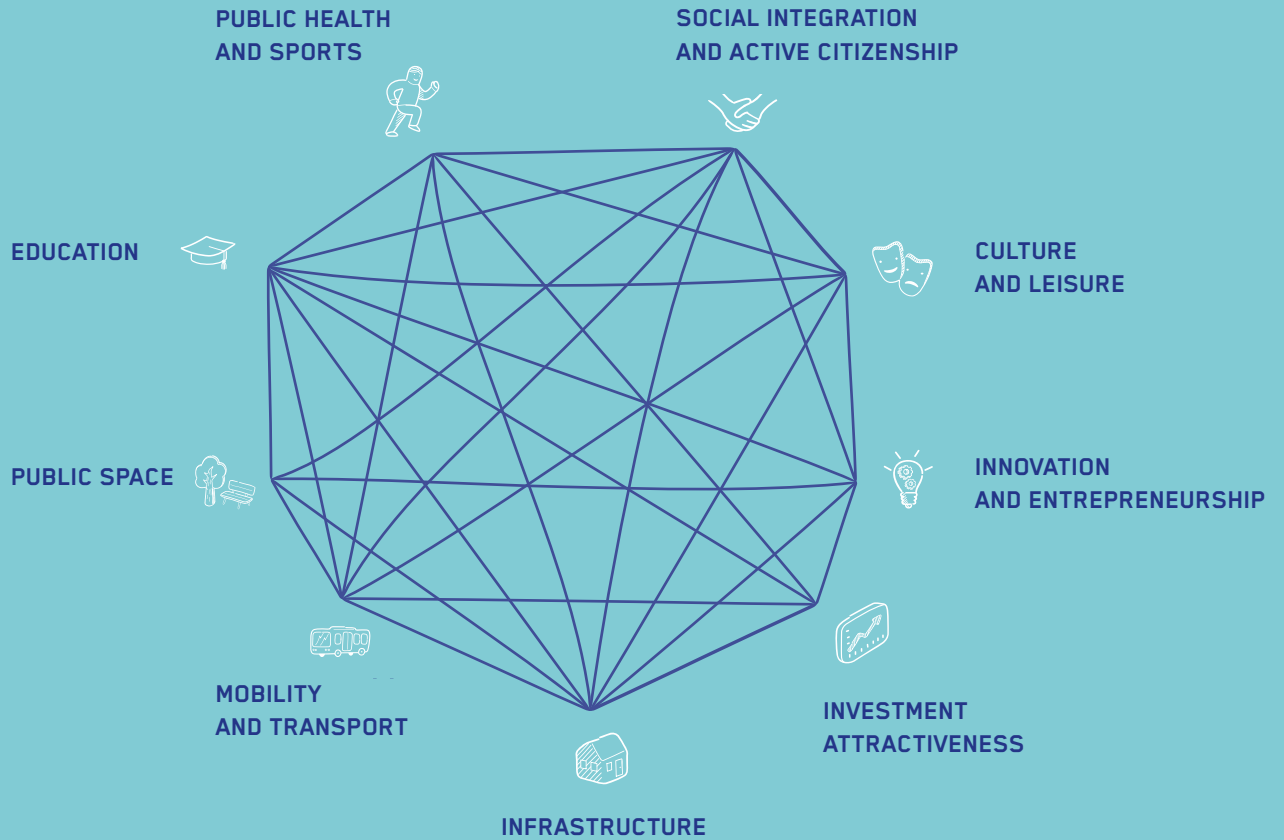 PUBLIC HEALTH
AND SPORTS
SOCIAL INTEGRATION
AND ACTIVE CITIZENSHIP
EDUCATION
CULTURE
AND LEISURE
PUBLIC SPACE
INNOVATION
AND ENTREPRENEURSHIP
MOBILITY
AND TRANSPORT
INVESTMENT
ATTRACTIVENESS
INFRASTRUCTURE